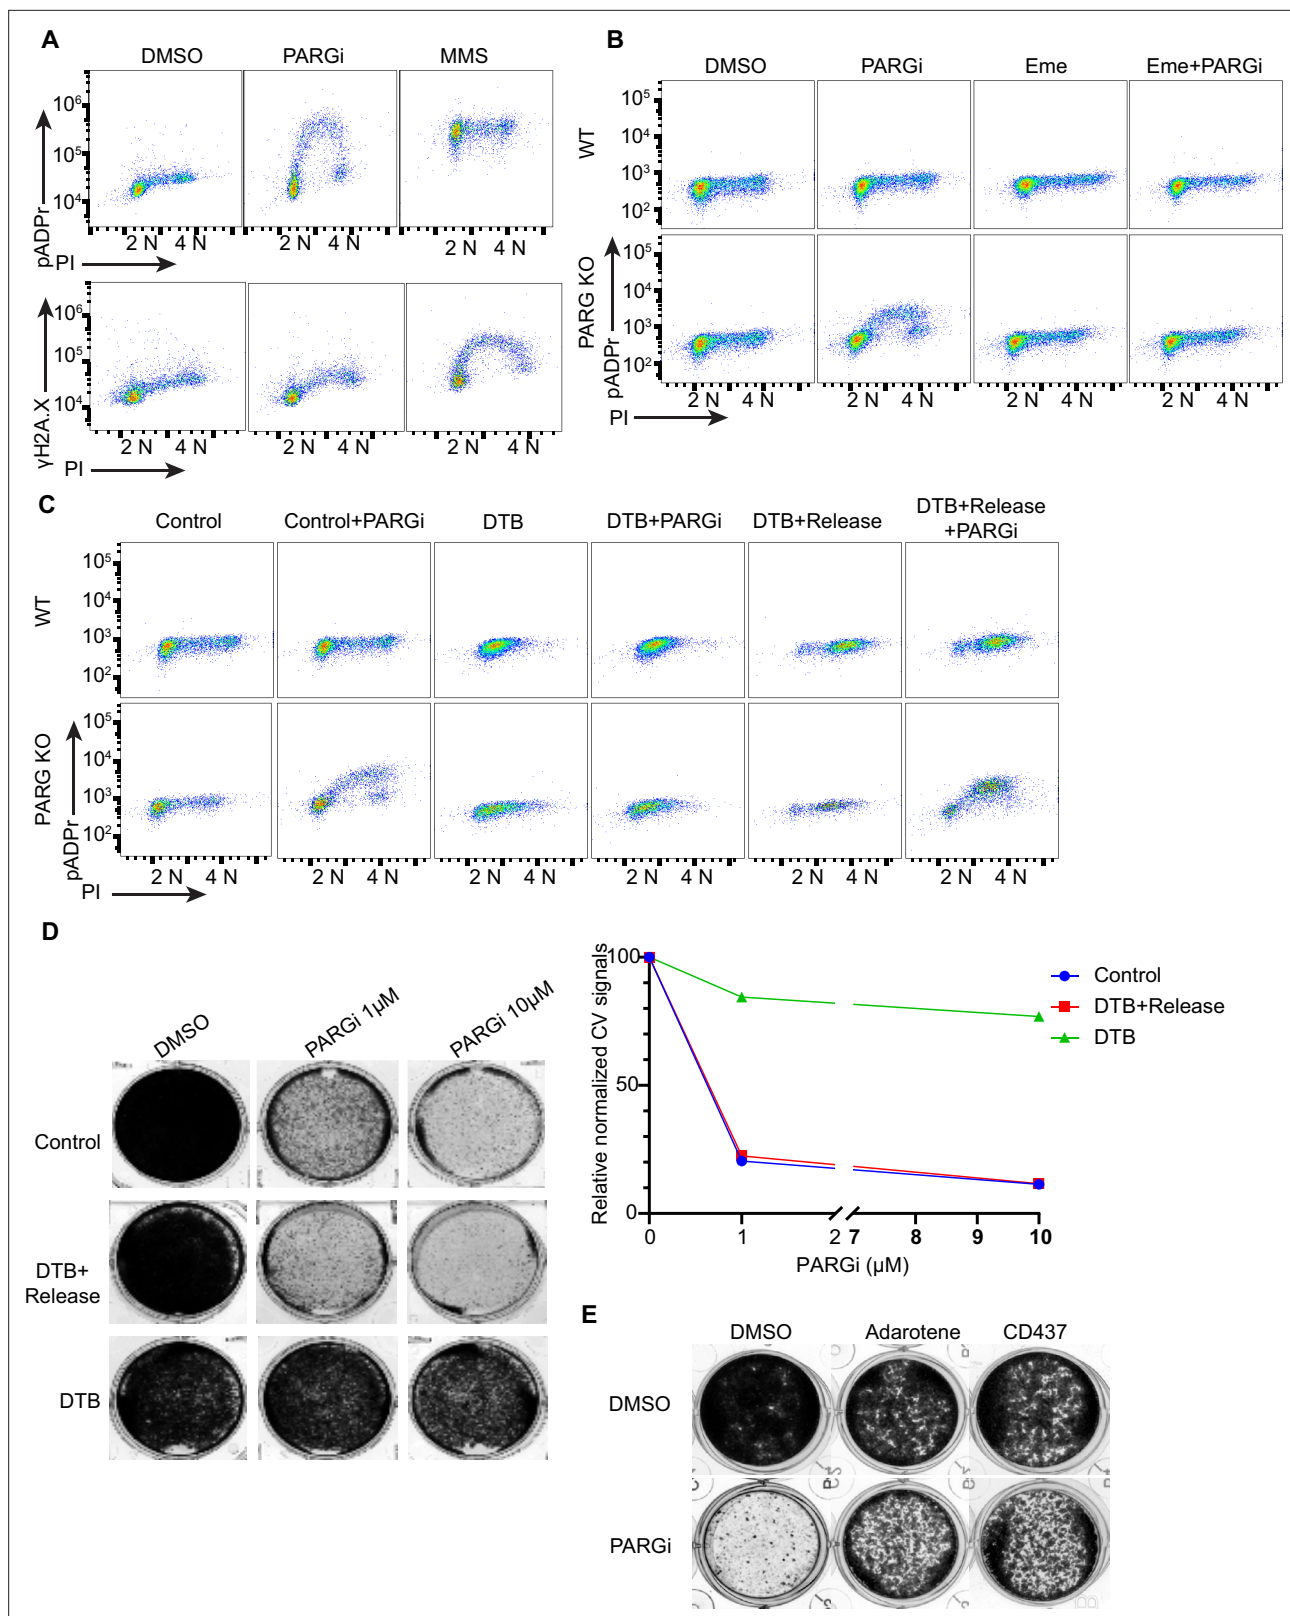 A
DMSO PARGi MMS
10⁶
10⁵
10⁴
pADPr
2 N 4 N 2 N 4 N 2 N 4 N
PI
10⁶
10⁵
10⁴
γH2A.X
2 N 4 N 2 N 4 N 2 N 4 N
PI
B
DMSO PARGi Eme Eme+PARGi
WT
10⁵
10⁴
10³
10²
PARG KO
pADPr
10⁵
10⁴
10³
10²
2 N 4 N 2 N 4 N 2 N 4 N 2 N 4 N
PI
C
Control Control+PARGi DTB DTB+PARGi DTB+Release DTB+Release
+PARGi
WT
10⁵
10⁴
10³
10²
PARG KO
pADPr
10⁵
10⁴
10³
10²
2 N 4 N 2 N 4 N 2 N 4 N 2 N 4 N 2 N 4 N 2 N 4 N
PI
D
DMSO PARGi 1μM PARGi 10μM
Control
DTB+
Release
DTB
Relative normalized CV signals
100
50
0
0 1 2 7 8 9 10
PARGi (μM)
Control
DTB+Release
DTB
E
DMSO Adarotene CD437
DMSO
PARGi